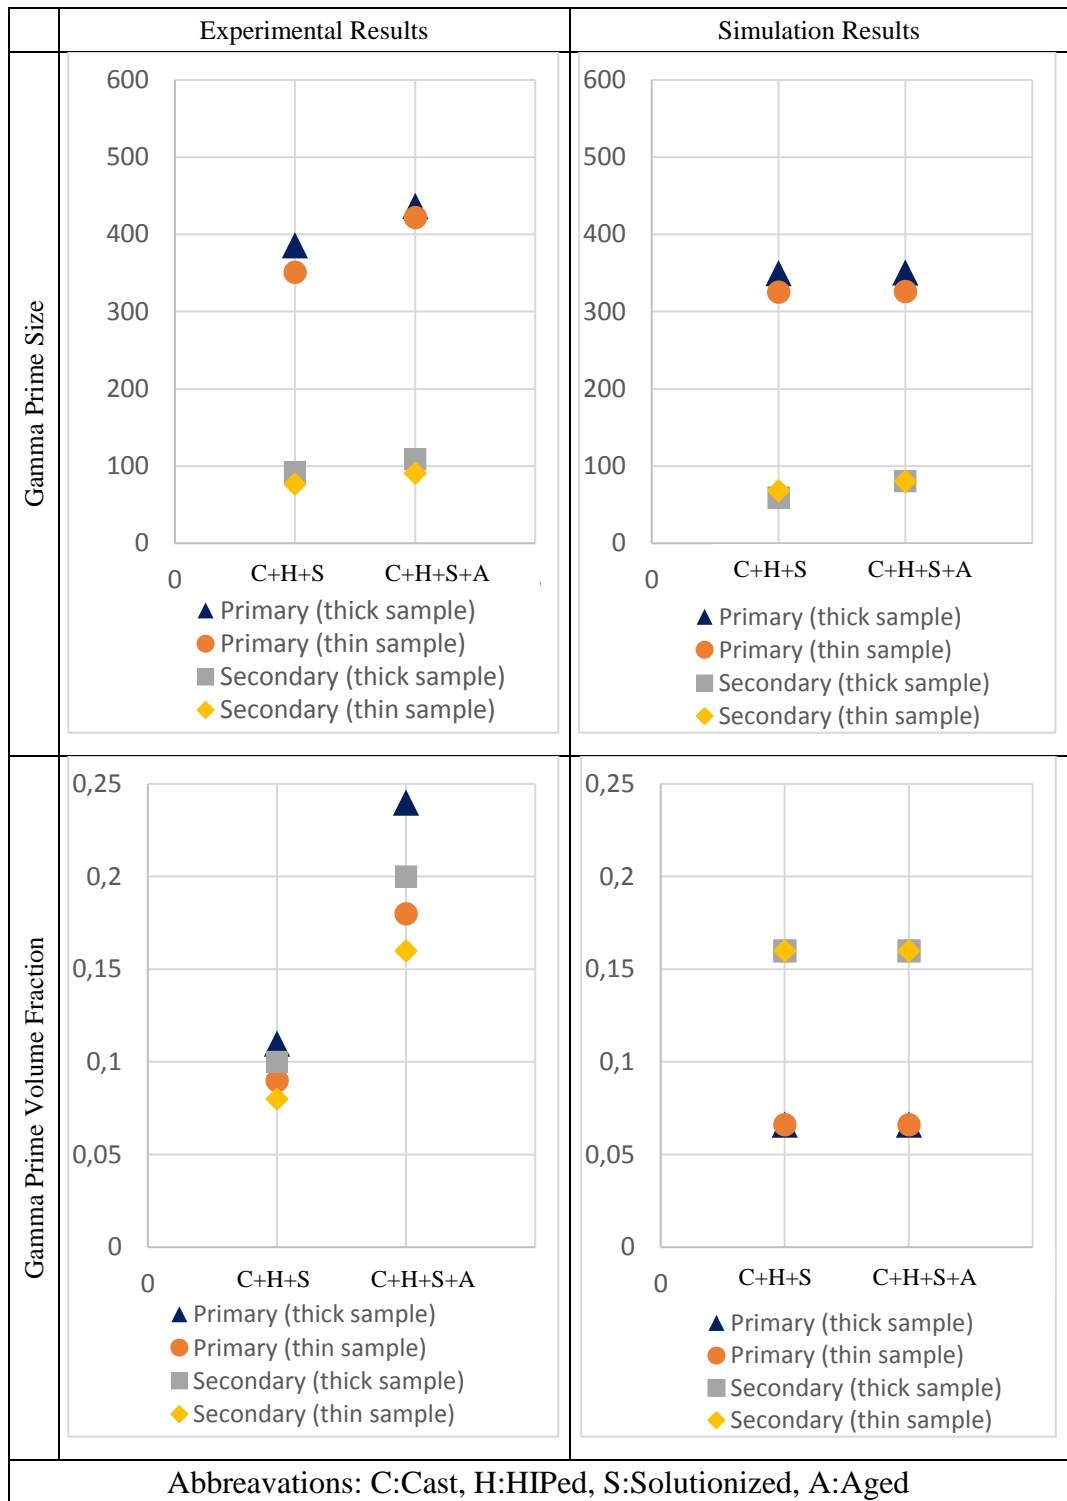 Experimental Results
Simulation Results
Gamma Prime Size
600
500
400
300
200
100
0
0
C+H+S
C+H+S+A
Primary (thick sample)
Primary (thin sample)
Secondary (thick sample)
Secondary (thin sample)
600
500
400
300
200
100
0
0
C+H+S
C+H+S+A
Primary (thick sample)
Primary (thin sample)
Secondary (thick sample)
Secondary (thin sample)
Gamma Prime Volume Fraction
0,25
0,2
0,15
0,1
0,05
0
0
C+H+S
C+H+S+A
Primary (thick sample)
Primary (thin sample)
Secondary (thick sample)
Secondary (thin sample)
0,25
0,2
0,15
0,1
0,05
0
0
C+H+S
C+H+S+A
Primary (thick sample)
Primary (thin sample)
Secondary (thick sample)
Secondary (thin sample)
Abbreavations: C:Cast, H:HIPed, S:Solutionized, A:Aged